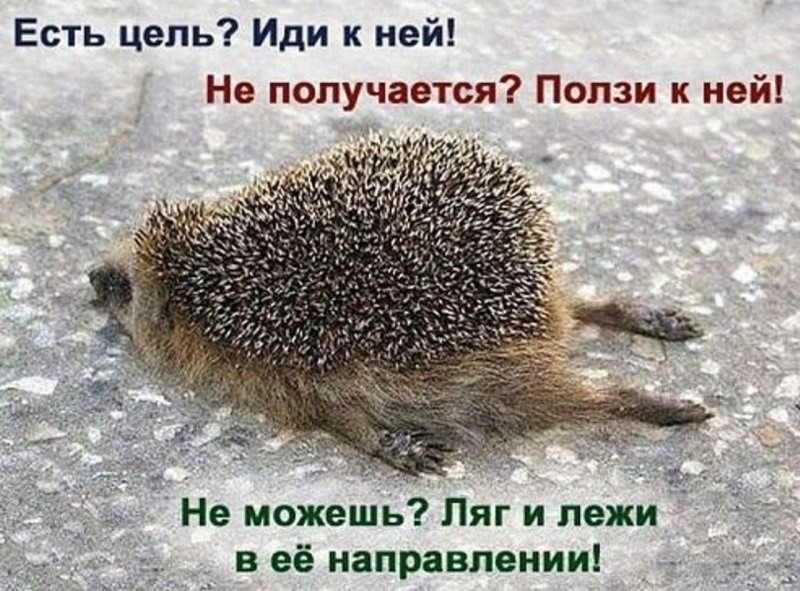 Есть цель? Иди к ней!
Не получается? Ползи к ней!
Не можешь? Ляг и лежи
в её направлении!